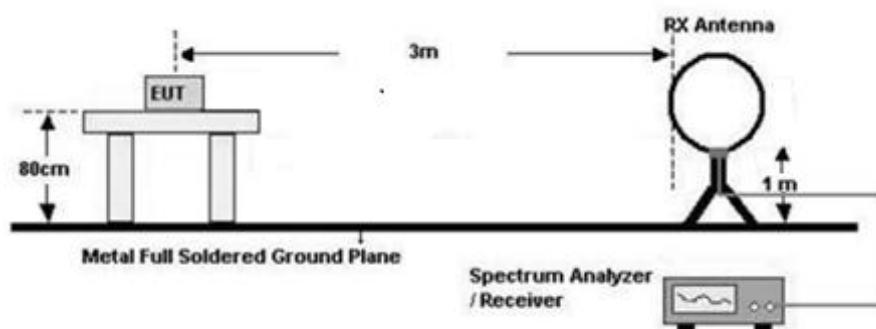 RX Antenna
3m
EUT
80cm
1 m
Metal Full Soldered Ground Plane
Spectrum Analyzer
/ Receiver